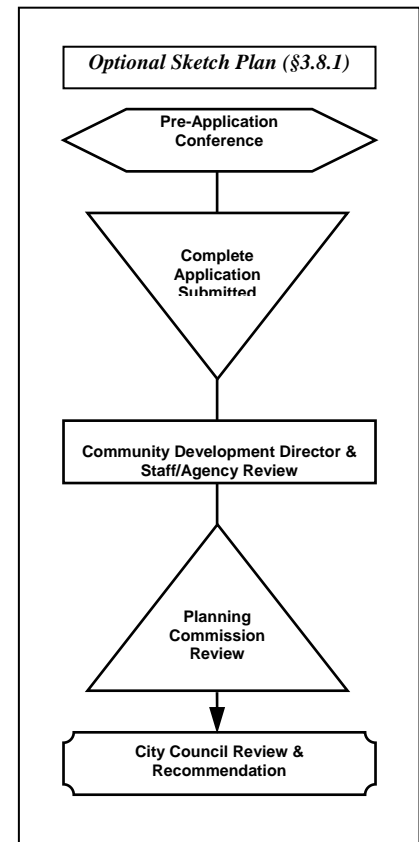 Optional Sketch Plan (§3.8.1)
Pre-Application
Conference
Complete
Application
Submitted
Community Development Director &
Staff/Agency Review
Planning
Commission
Review
City Council Review &
Recommendation